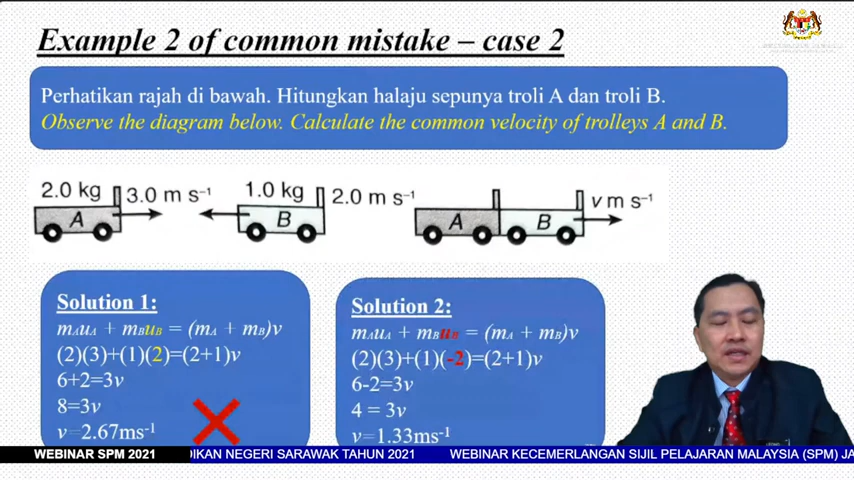 Example 2 of common mistake – case 2
Perhatikan rajah di bawah. Hitungkan halaju sepunya troli A dan troli B.
Observe the diagram below. Calculate the common velocity of trolleys A and B.
2.0 kg 3.0 m s⁻¹ 1.0 kg 2.0 m s⁻¹ v m s⁻¹
A B A B
Solution 1:
mAuA + mBuB = (mA + mB)v
(2)(3)+(1)(2)=(2+1)v
6+2=3v
8=3v
v=2.67ms⁻¹
Solution 2:
mAuA + mBuB = (mA + mB)v
(2)(3)+(1)(-2)=(2+1)v
6-2=3v
4 = 3v
v=1.33ms⁻¹
WEBINAR SPM 2021 DIKAN NEGERI SARAWAK TAHUN 2021 WEBINAR KECEMERLANGAN SIJIL PELAJARAN MALAYSIA (SPM) JA